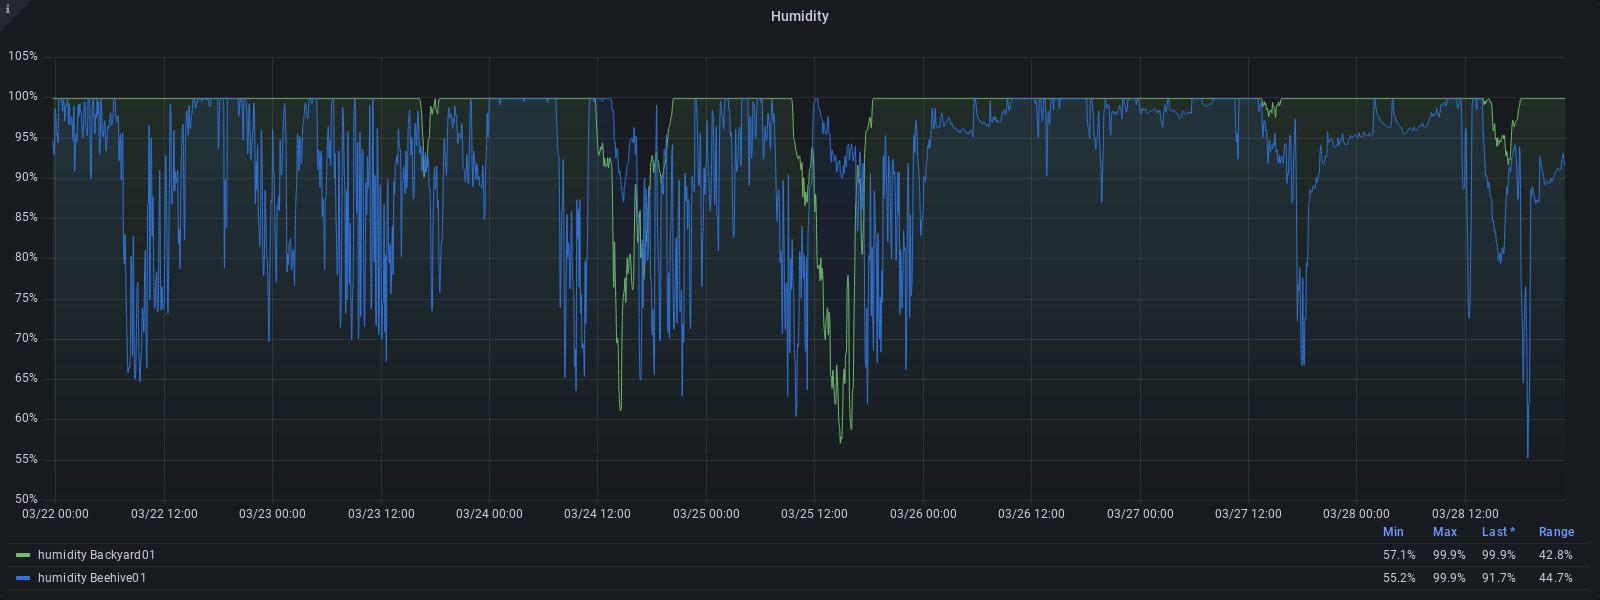 i
Humidity
105%
100%
95%
90%
85%
80%
75%
70%
65%
60%
55%
50%
03/22 00:00 03/22 12:00 03/23 00:00 03/23 12:00 03/24 00:00 03/24 12:00 03/25 00:00 03/25 12:00 03/26 00:00 03/26 12:00 03/27 00:00 03/27 12:00 03/28 00:00 03/28 12:00
Min Max Last * Range
humidity Backyard01 57.1% 99.9% 99.9% 42.8%
humidity Beehive01 55.2% 99.9% 91.7% 44.7%